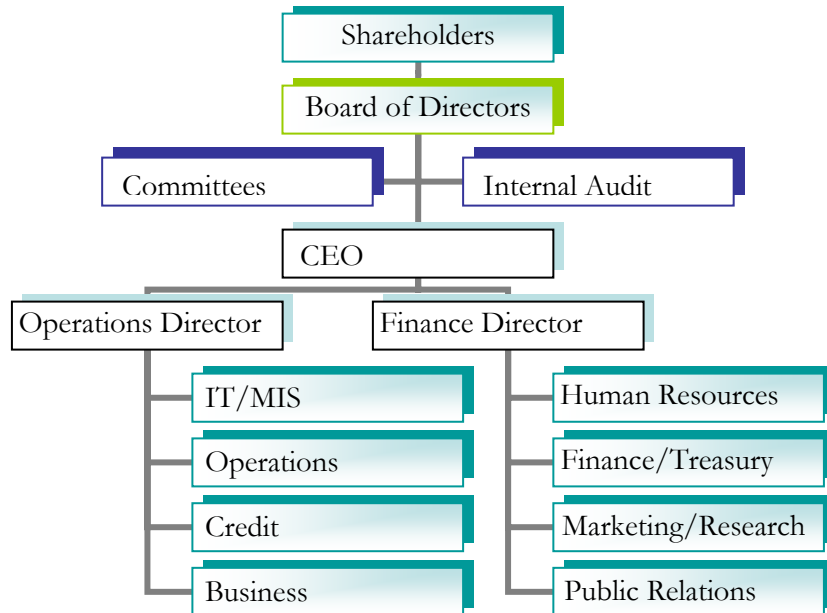 Shareholders
Board of Directors
Committees
Internal Audit
CEO
Operations Director
Finance Director
IT/MIS
Human Resources
Operations
Finance/Treasury
Credit
Marketing/Research
Business
Public Relations